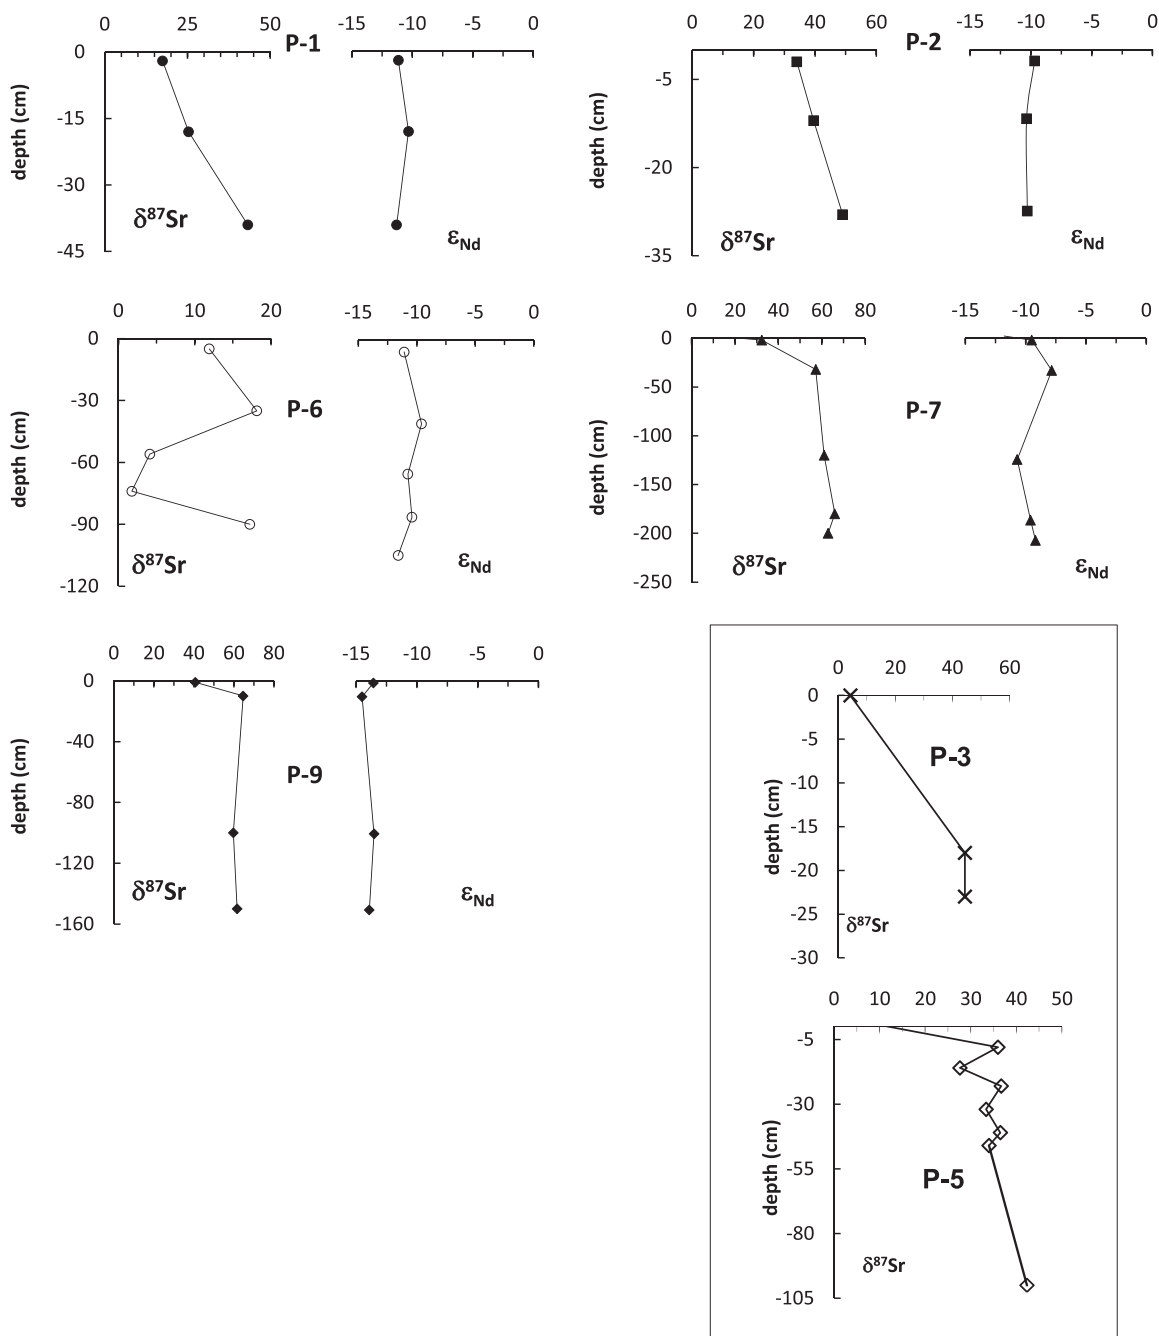 0 25 50 -15 -10 -5 0
P-1
0
-15
-30
-45
depth (cm)
δ87Sr
εNd
0 20 40 60 -15 -10 -5 0
P-2
-5
-20
-35
depth (cm)
δ87Sr
εNd
0 10 20 -15 -10 -5 0
0
-30
-60
-90
-120
depth (cm)
P-6
δ87Sr
εNd
0 20 40 60 80 -15 -10 -5 0
0
-50
-100
-150
-200
-250
depth (cm)
P-7
δ87Sr
εNd
0 20 40 60 80 -15 -10 -5 0
0
-40
-80
-120
-160
depth (cm)
P-9
δ87Sr
εNd
0 20 40 60
0
-5
-10
-15
-20
-25
-30
depth (cm)
P-3
δ87Sr
0 10 20 30 40 50
-5
-30
-55
-80
-105
depth (cm)
P-5
δ87Sr